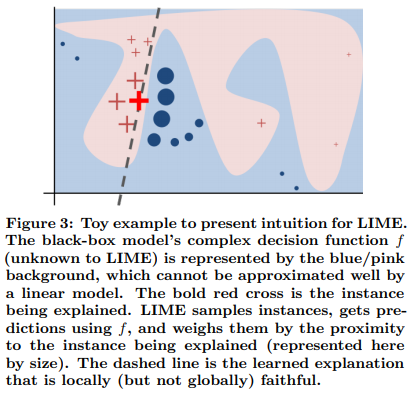 Figure 3: Toy example to present intuition for LIME.
The black-box model's complex decision function f
(unknown to LIME) is represented by the blue/pink
background, which cannot be approximated well by
a linear model. The bold red cross is the instance
being explained. LIME samples instances, gets pre-
dictions using f, and weighs them by the proximity
to the instance being explained (represented here
by size). The dashed line is the learned explanation
that is locally (but not globally) faithful.